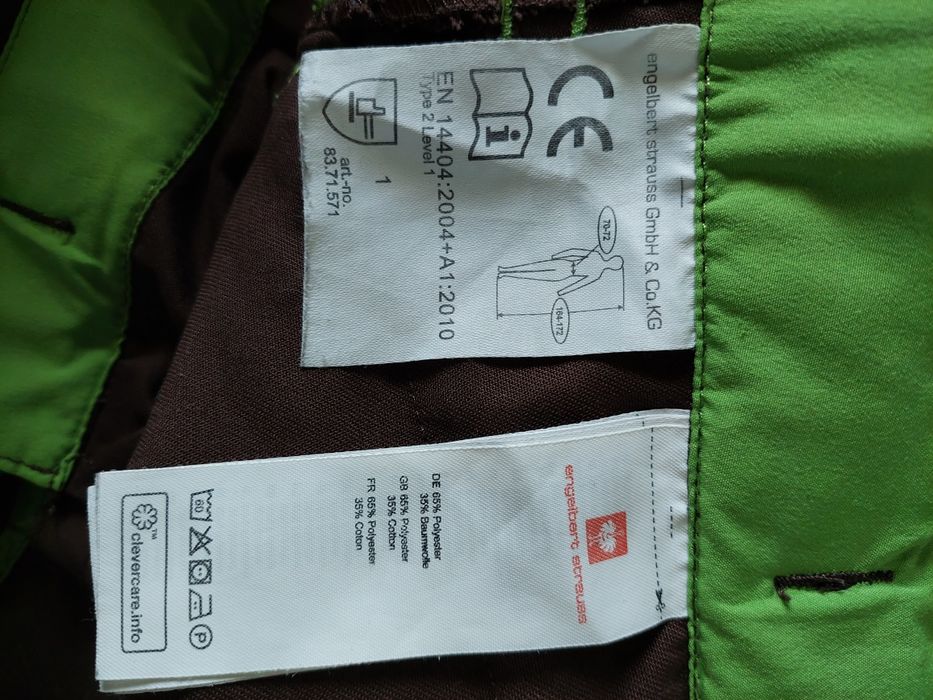 engelbert strauss GmbH & Co.KG
CE
i
70-72
184-172
EN 14404:2004+A1:2010
Type 2 Level 1
1
art.-no.
83.71.571
engelbert strauss
DE 65% Polyester
35% Baumwolle
GB 65% Polyester
35% Cotton
FR 65% Polyester
35% Coton
60
P
clevercare.info
TM